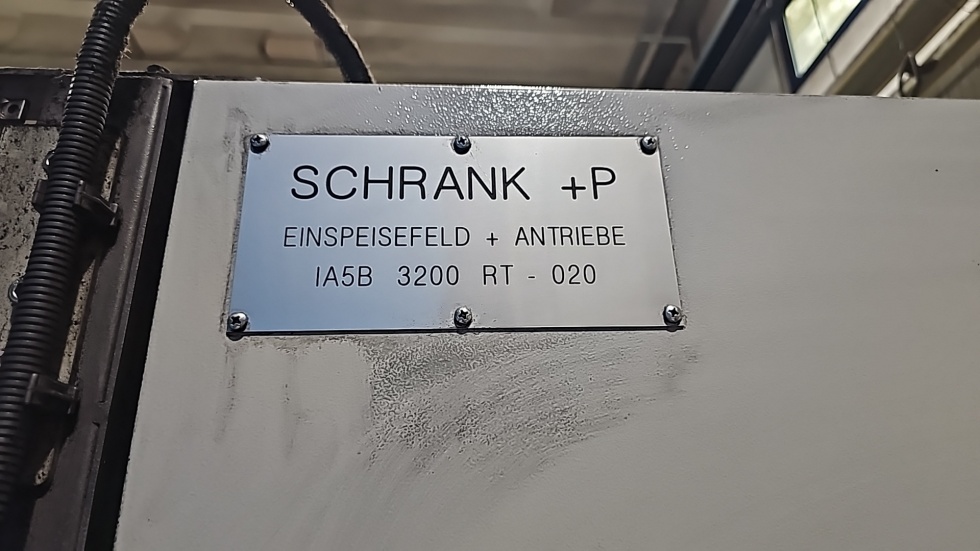 SCHRANK +P
EINSPEISEFELD + ANTRIEBE
IA5B 3200 RT - 020